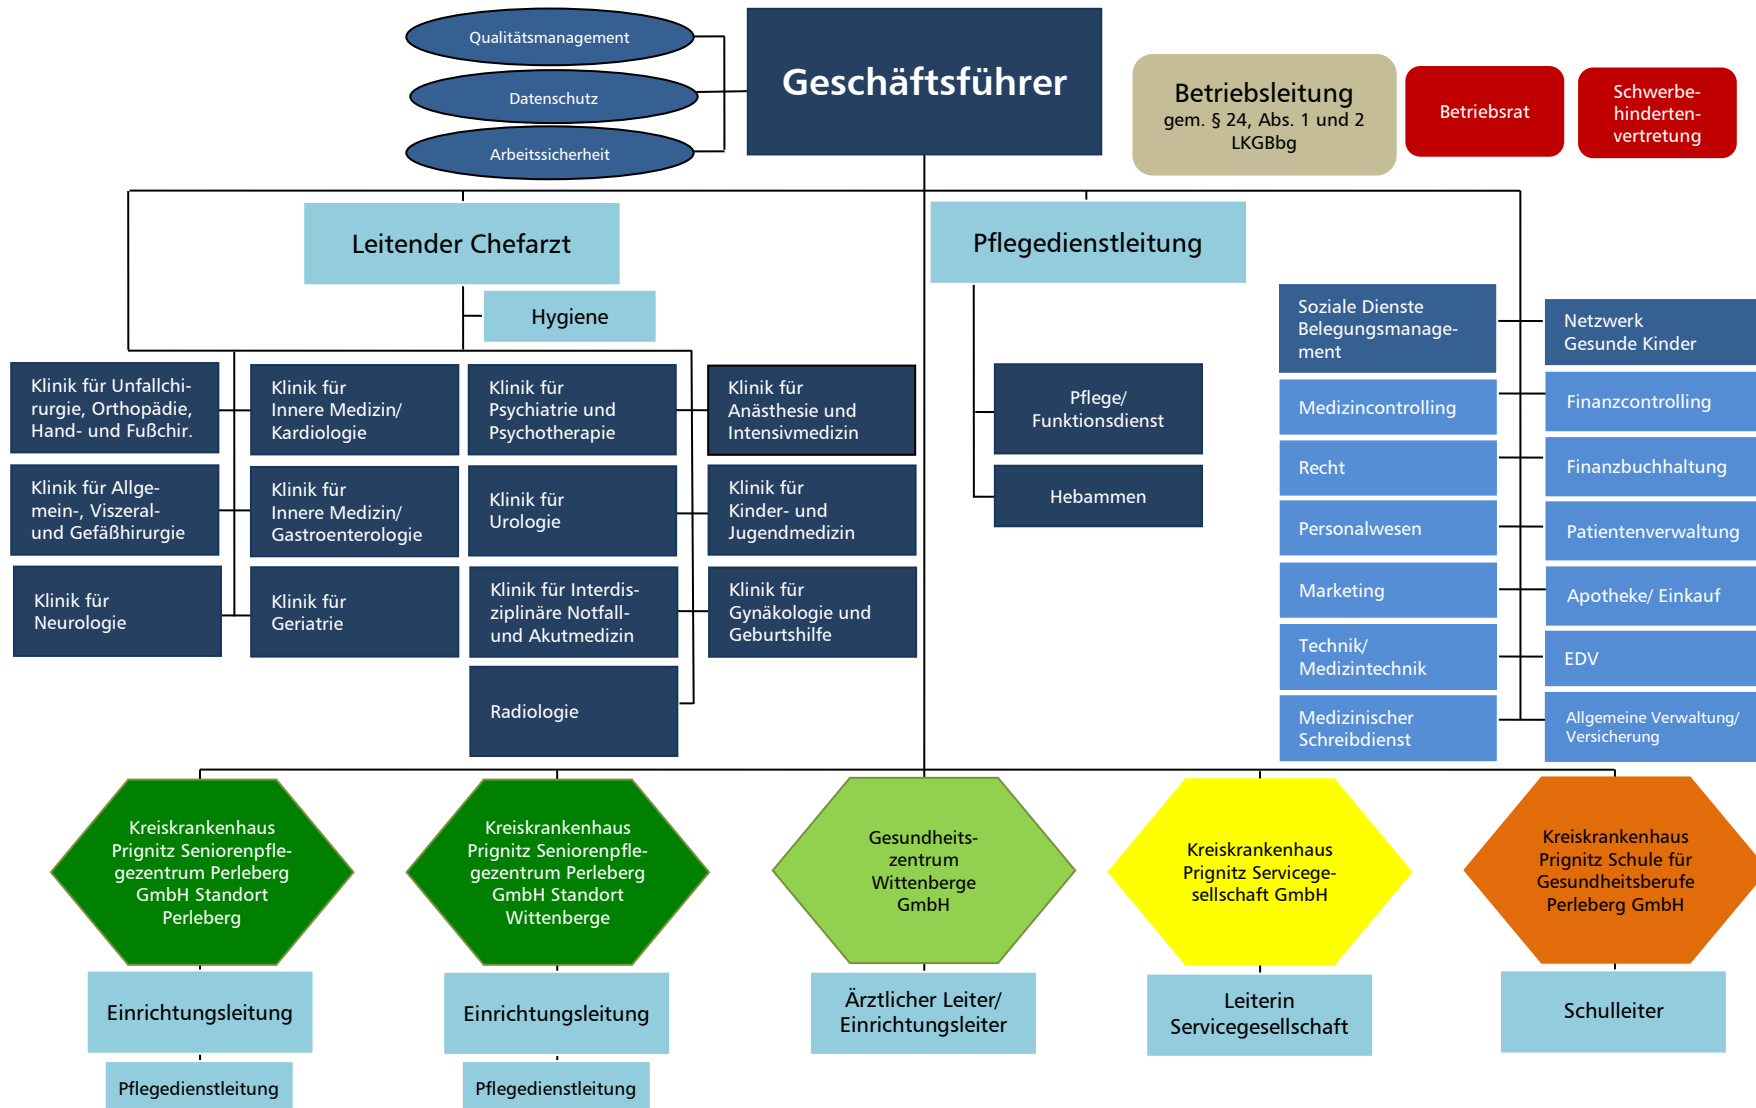 Qualitätsmanagement
Datenschutz
Arbeitssicherheit
Geschäftsführer
Betriebsleitung
gem. § 24, Abs. 1 und 2
LKGBbg
Betriebsrat
Schwerbe-
hinderten-
vertretung
Leitender Chefarzt
Hygiene
Pflegedienstleitung
Klinik für Unfallchi-
rurgie, Orthopädie,
Hand- und Fußchir.
Klinik für
Innere Medizin/
Kardiologie
Klinik für
Psychiatrie und
Psychotherapie
Klinik für
Anästhesie und
Intensivmedizin
Klinik für Allge-
mein-, Viszeral-
und Gefäßhirurgie
Klinik für
Innere Medizin/
Gastroenterologie
Klinik für
Urologie
Klinik für
Kinder- und
Jugendmedizin
Klinik für
Neurologie
Klinik für
Geriatrie
Klinik für Interdis-
ziplinäre Notfall-
und Akutmedizin
Klinik für
Gynäkologie und
Geburtshilfe
Radiologie
Pflege/
Funktionsdienst
Hebammen
Soziale Dienste
Belegungsmanage-
ment
Netzwerk
Gesunde Kinder
Medizincontrolling
Finanzcontrolling
Recht
Finanzbuchhaltung
Personalwesen
Patientenverwaltung
Marketing
Apotheke/ Einkauf
Technik/
Medizintechnik
EDV
Medizinischer
Schreibdienst
Allgemeine Verwaltung/
Versicherung
Kreiskrankenhaus
Prignitz Seniorenpfle-
gezentrum Perleberg
GmbH Standort
Perleberg
Kreiskrankenhaus
Prignitz Seniorenpfle-
gezentrum Perleberg
GmbH Standort
Wittenberge
Gesundheits-
zentrum
Wittenberge
GmbH
Kreiskrankenhaus
Prignitz Servicege-
sellschaft GmbH
Kreiskrankenhaus
Prignitz Schule für
Gesundheitsberufe
Perleberg GmbH
Einrichtungsleitung
Einrichtungsleitung
Ärztlicher Leiter/
Einrichtungsleiter
Leiterin
Servicegesellschaft
Schulleiter
Pflegedienstleitung
Pflegedienstleitung